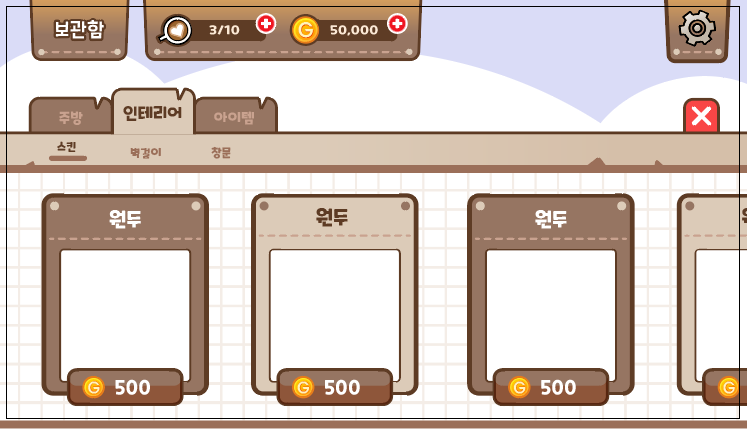 보관함
3/10
G 50,000
주방
인테리어
아이템
스킨
벽걸이
창문
원두
원두
원두
G 500
G 500
G 500
G